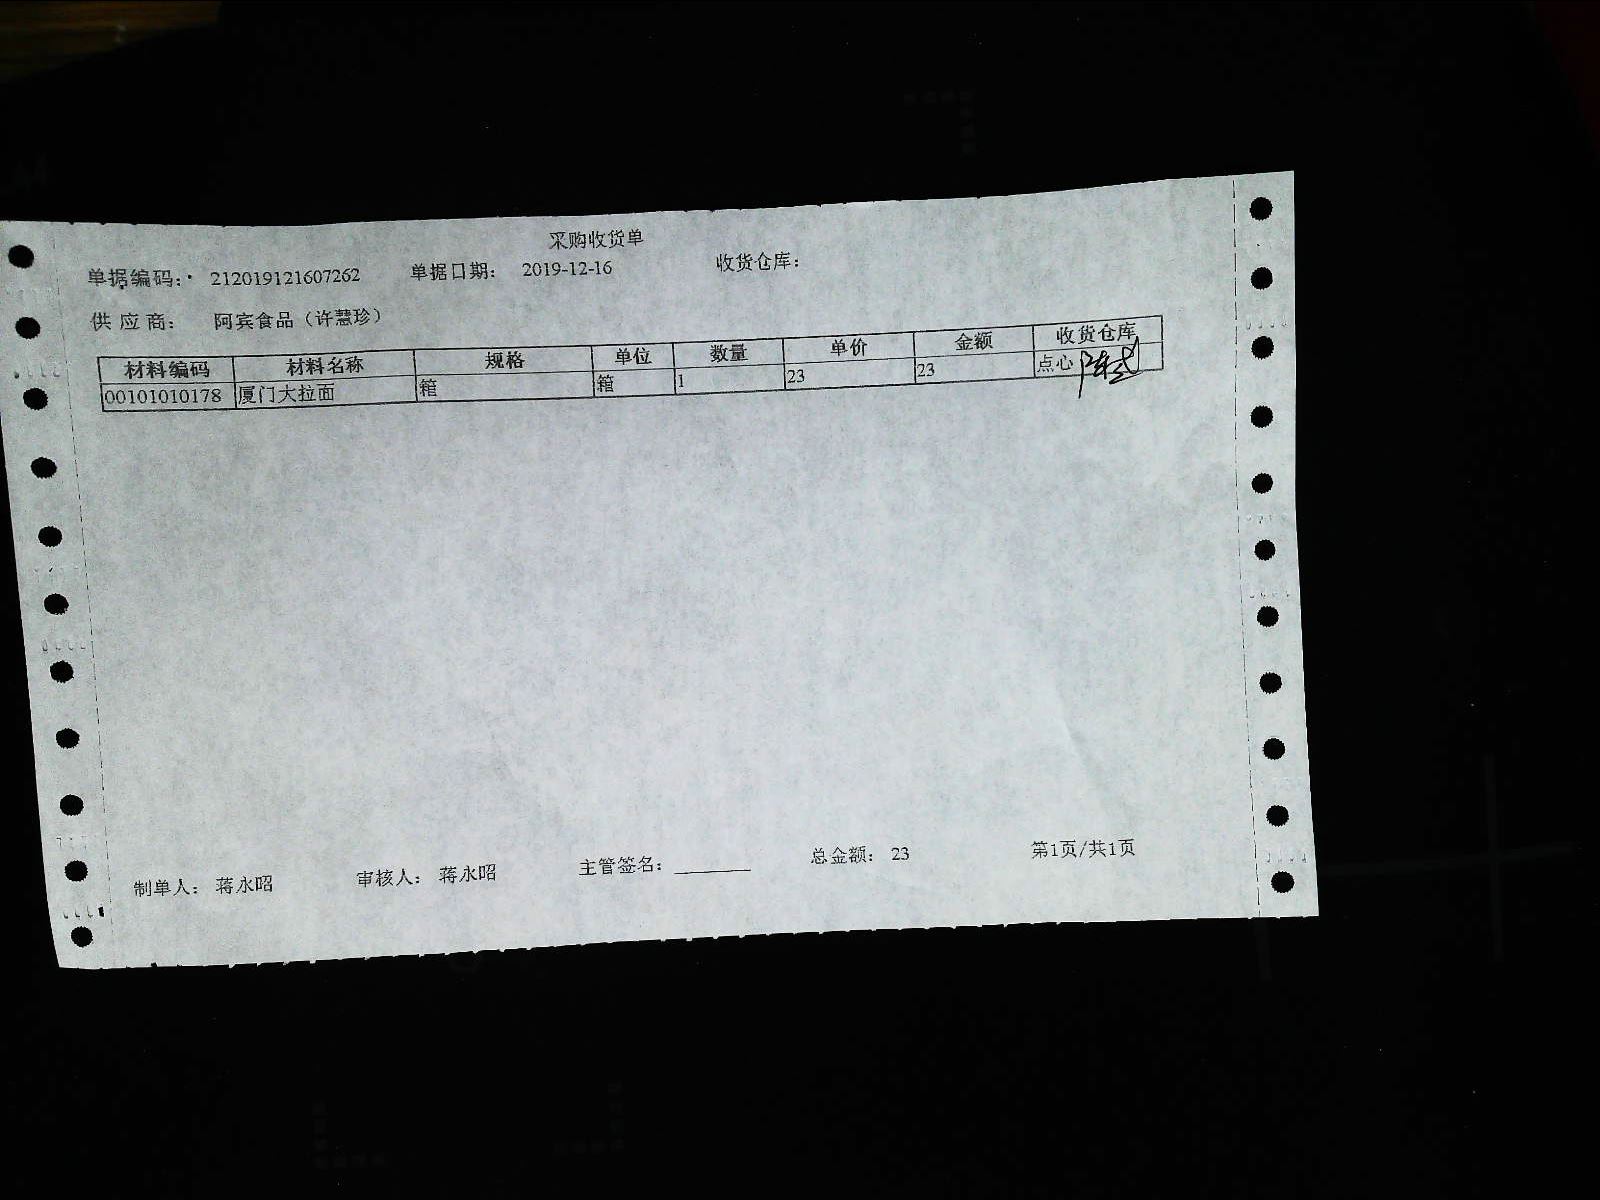 采购收货单
单据编码: 212019121607262 单据日期: 2019-12-16 收货仓库:
供应商: 阿宾食品（许慧珍）
材料编码 材料名称 规格 单位 数量 单价 金额 收货仓库
00101010178 厦门大拉面 箱 箱 1 23 23 点心
制单人: 蒋永昭 审核人: 蒋永昭 主管签名: ________ 总金额: 23 第1页/共1页